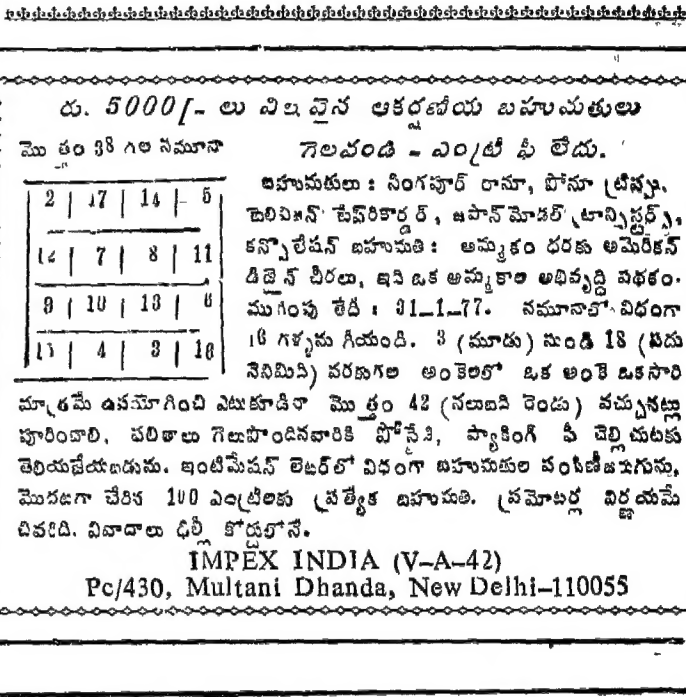 రు. 5000/- లు విలువైన ఆకర్షణీయ బహుమతులు
మొత్తం 38 గల నమూనా
గెలవండి - ఎంట్రీ ఫీ లేదు.
2 | 17 | 14 | 5
12 | 7 | 8 | 11
9 | 10 | 13 | 6
15 | 4 | 3 | 16
బహుమతులు : సింగపూర్ రానూ, పోనూ ట్రిప్పు,
టెలివిజన్ టేప్‌రికార్డర్, జపాన్ మోడల్ ట్రాన్సిస్టర్స్,
కన్సొలేషన్ బహుమతి : అమ్మకం ధరకు అమెరికన్
డిజైన్ చీరలు, ఇది ఒక అమ్మకాల అభివృద్ధి పథకం.
ముగింపు తేదీ : 31-1-77. నమూనాలో విధంగా
16 గళ్ళను గీయండి. 3 (మూడు) నుండి 18 (పదు
నెనిమిది) వరకుగల అంకెలలో ఒక అంకె ఒకసారి
మాత్రమే ఉపయోగించి ఎటుకూడినా మొత్తం 42 (నలుబది రెండు) వచ్చునట్లు
పూరించాలి, ఫలితాలు గెలుపొందినవారికి పోస్టేజి, ప్యాకింగ్ ఫీ చెల్లిచుటకు
తెలియజేయబడును. ఇంటిమేషన్ లెటర్‌లో విధంగా బహుమతుల పంపిణీజరుగును,
మొదటగా చేరిన 100 ఎంట్రీలకు ప్రత్యేక బహుమతి. ప్రమోటర్ల నిర్ణయమే
చివరిది. వివాదాలు ఢిల్లీ కోర్టులోనే.
IMPEX INDIA (V-A-42)
Pc/430, Multani Dhanda, New Delhi-110055